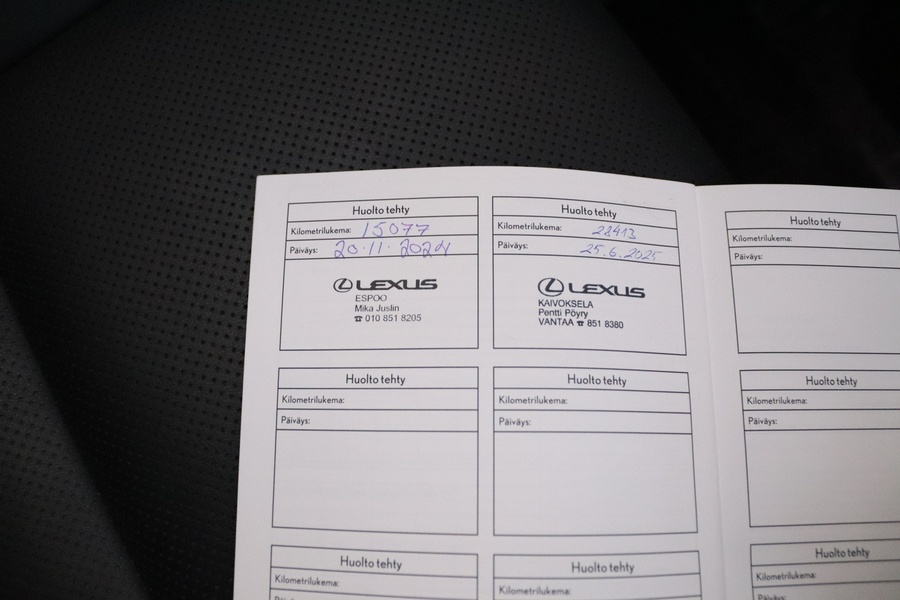 Huolto tehty
Kilometrilukema: 15077
Päiväys: 20.11.2024
LEXUS
ESPOO
Mika Juslin
☎ 010 851 8205
Huolto tehty
Kilometrilukema: 28413
Päiväys: 25.6.2025
LEXUS
KAIVOKSELA
Pentti Pöyry
VANTAA ☎ 851 8380
Huolto tehty
Kilometrilukema:
Päiväys:
Huolto tehty
Kilometrilukema:
Päiväys:
Huolto tehty
Kilometrilukema:
Päiväys:
Huolto tehty
Kilometrilukema:
Päiväys:
Huolto tehty
Kilometrilukema:
Huolto tehty
Kilometrilukema:
Huolto tehty
Kilometrilukema:
Päiväys: